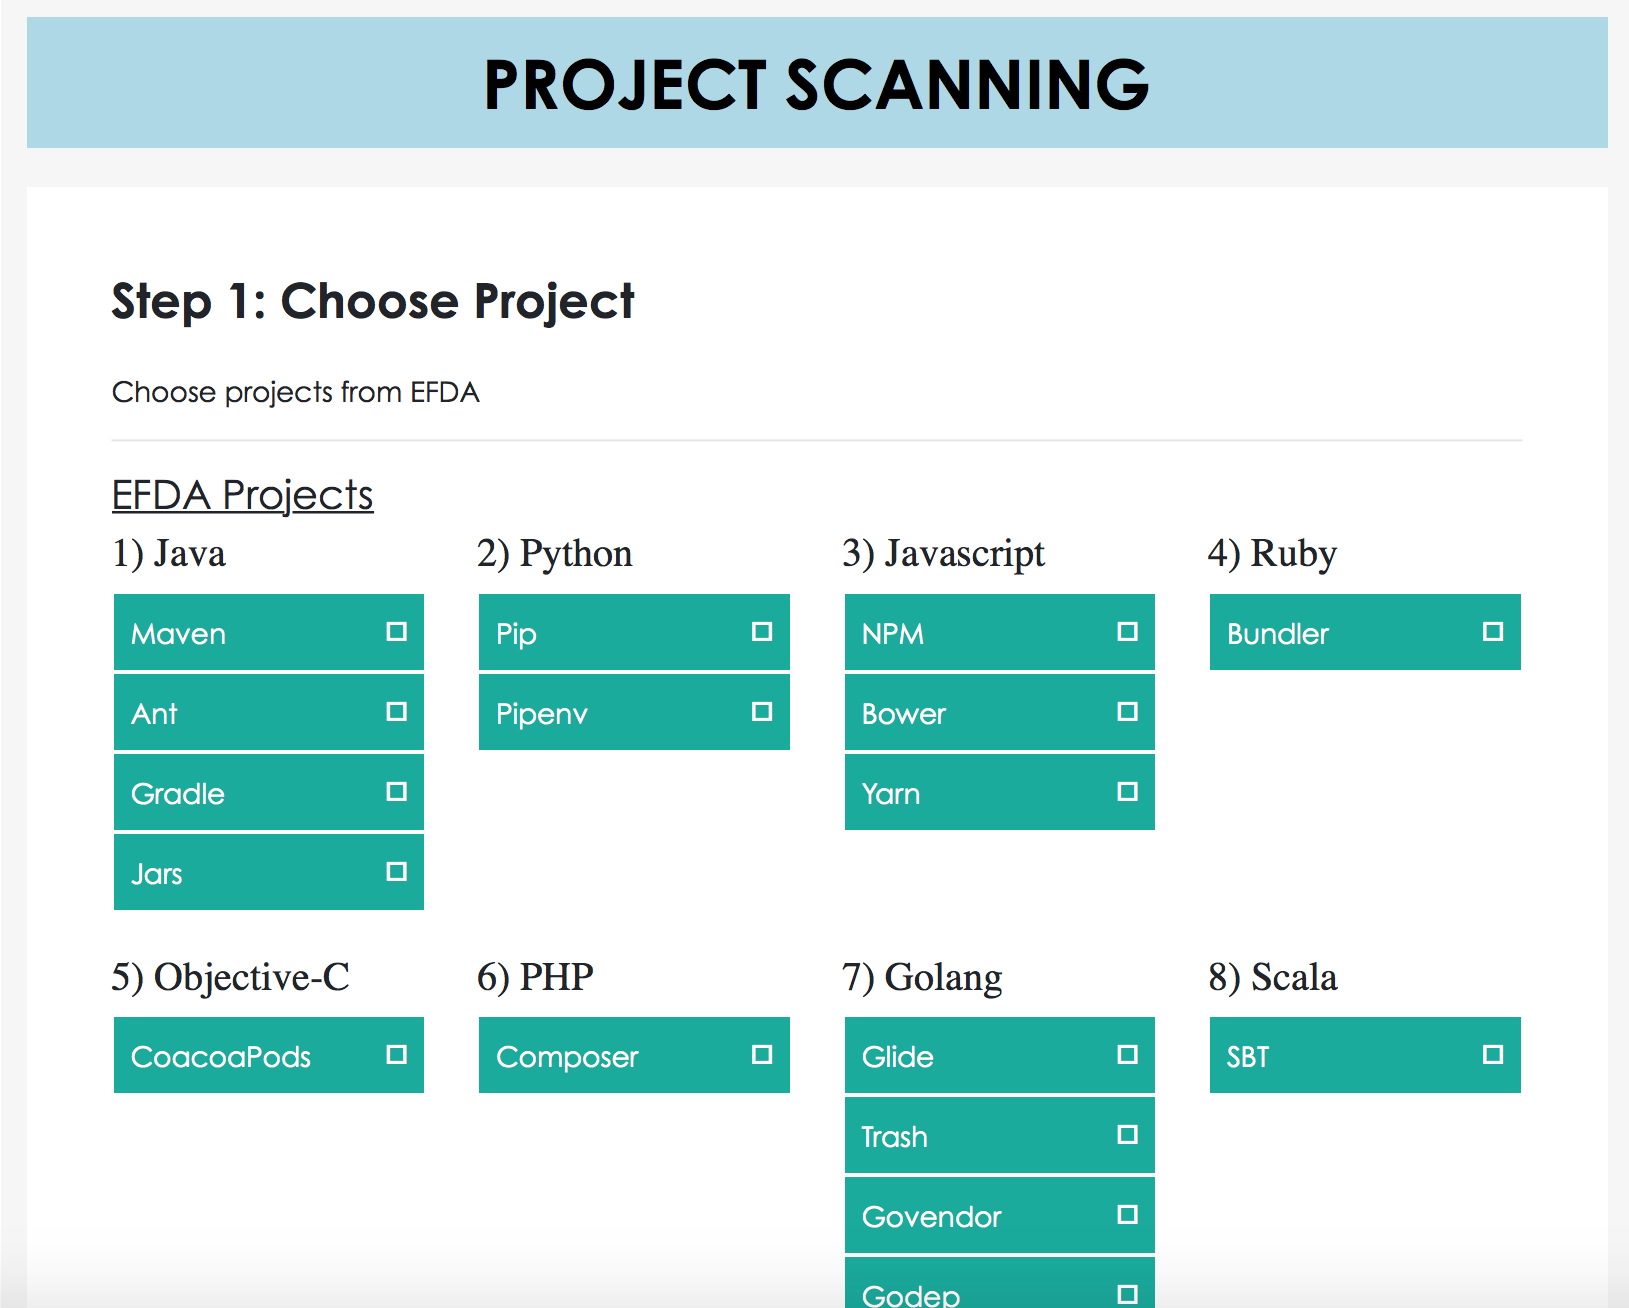 PROJECT SCANNING
Step 1: Choose Project
Choose projects from EFDA
EFDA Projects
1) Java
Maven
Ant
Gradle
Jars
2) Python
Pip
Pipenv
3) Javascript
NPM
Bower
Yarn
4) Ruby
Bundler
5) Objective-C
CoacoaPods
6) PHP
Composer
7) Golang
Glide
Trash
Govendor
Godep
8) Scala
SBT